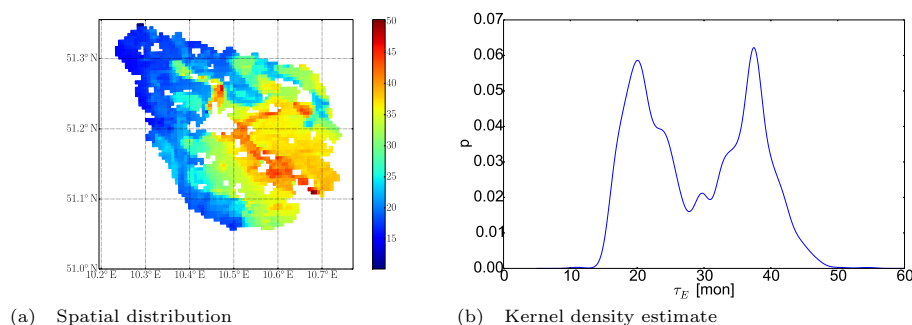 51.3° N
51.2° N
51.1° N
51.0° N
10.2° E 10.3° E 10.4° E 10.5° E 10.6° E 10.7° E
50
45
40
35
30
25
20
15
(a) Spatial distribution
p
0.07
0.06
0.05
0.04
0.03
0.02
0.01
0.00
0 10 20 30 40 50 60
τ_E [mon]
(b) Kernel density estimate